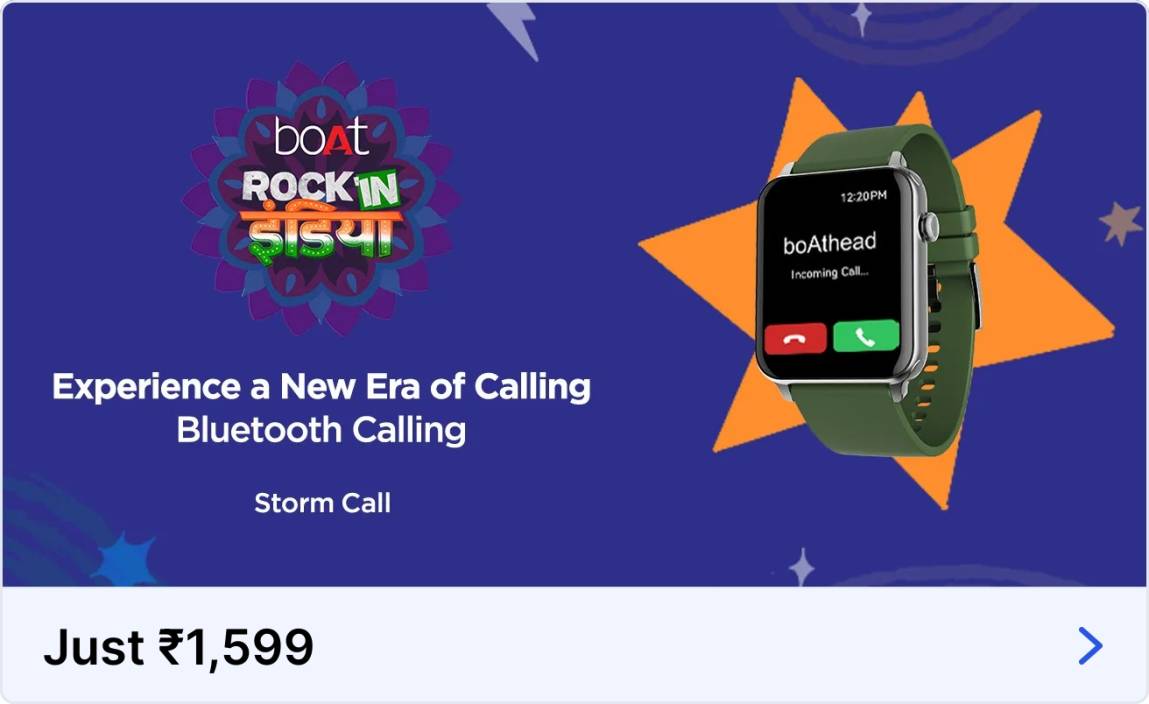 boAt
ROCK'IN
इंडिया
Experience a New Era of Calling
Bluetooth Calling
Storm Call
12:20PM
boAthead
Incoming Call...
Just ₹1,599